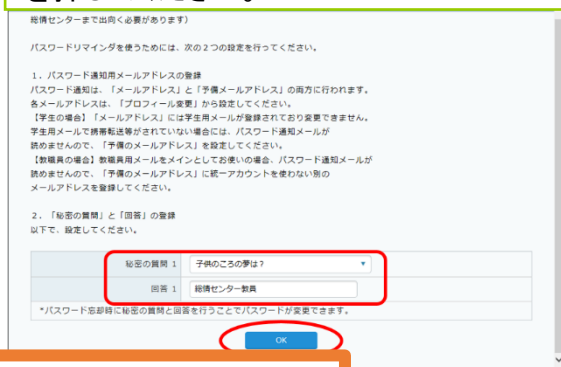 総情センターまで出向く必要があります)
パスワードリマインダを使うためには、次の2つの設定を行ってください。
1. パスワード通知用メールアドレスの登録
パスワード通知は、「メールアドレス」と「予備メールアドレス」の両方に行われます。
各メールアドレスは、「プロフィール変更」から設定してください。
【学生の場合】「メールアドレス」には学生用メールが登録されており変更できません。
学生用メールで携帯転送等がされていない場合には、パスワード通知メールが
読めませんので、「予備のメールアドレス」を設定してください。
【教職員の場合】教職員用メールをメインとしてお使いの場合、パスワード通知メールが
読めませんので、「予備のメールアドレス」に統一アカウントを使わない別の
メールアドレスを登録してください。
2. 「秘密の質問」と「回答」の登録
以下で、設定してください。
秘密の質問 1 子供のころの夢は?
回答 1 総情センター教員
*パスワード忘却時に秘密の質問と回答を行うことでパスワードが変更できます。
OK